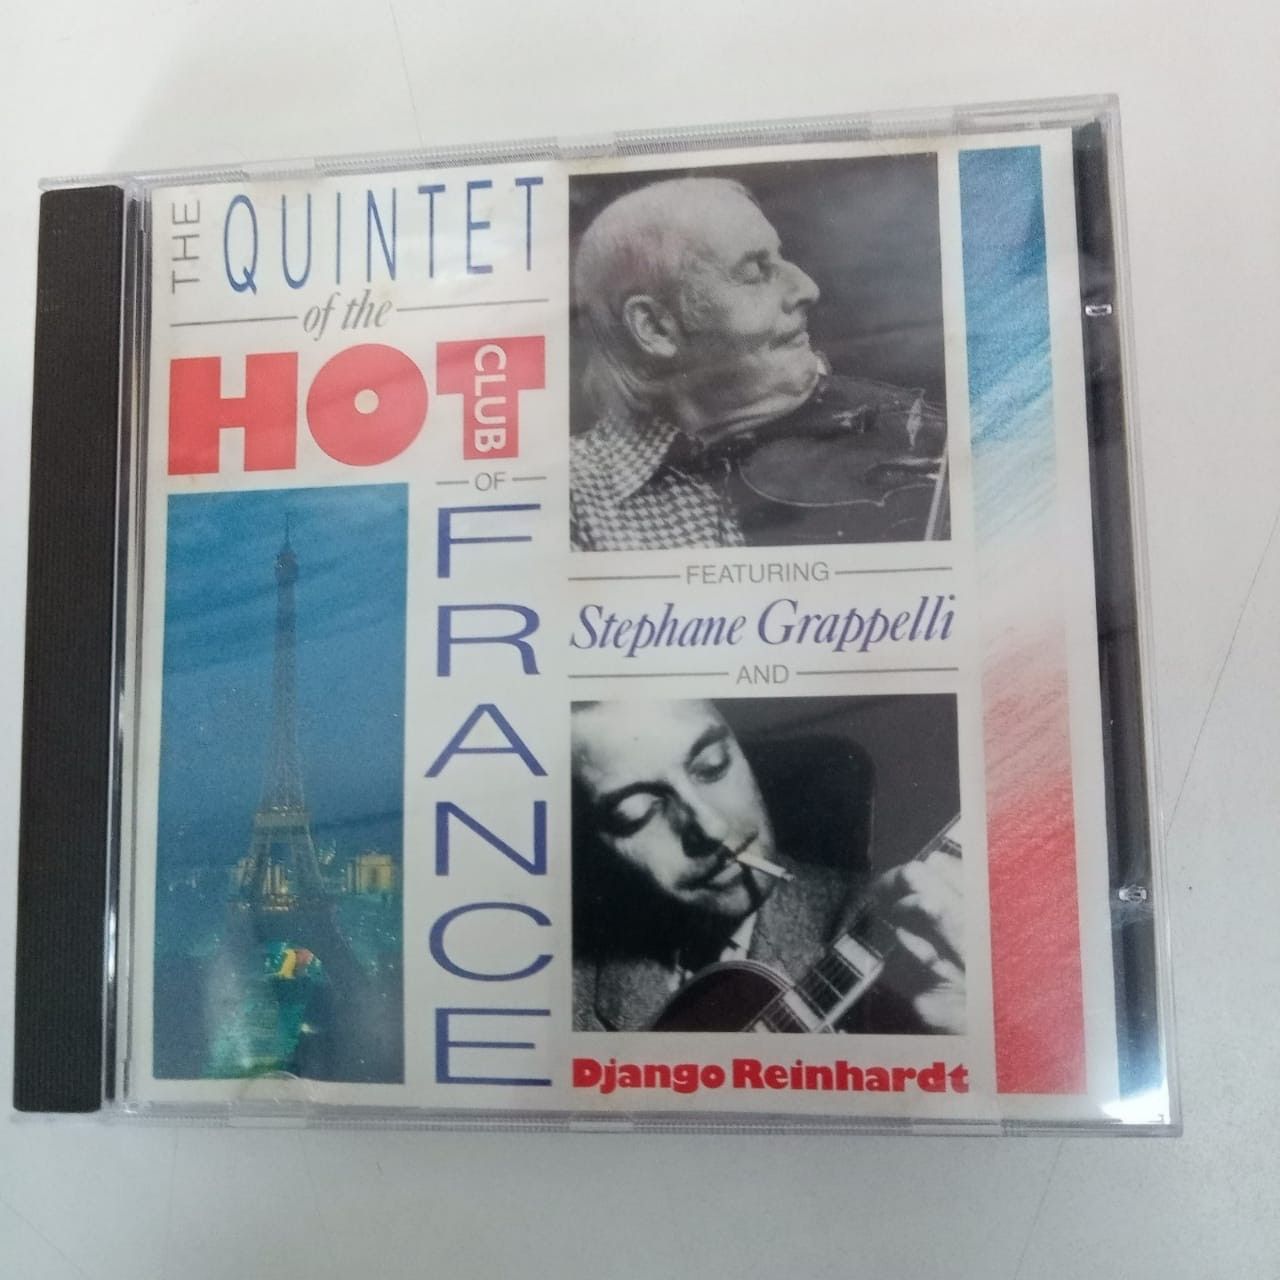 THE QUINTET
of the
HOT
CLUB
OF
FRANCE
FEATURING
Stephane Grappelli
AND
Django Reinhardt